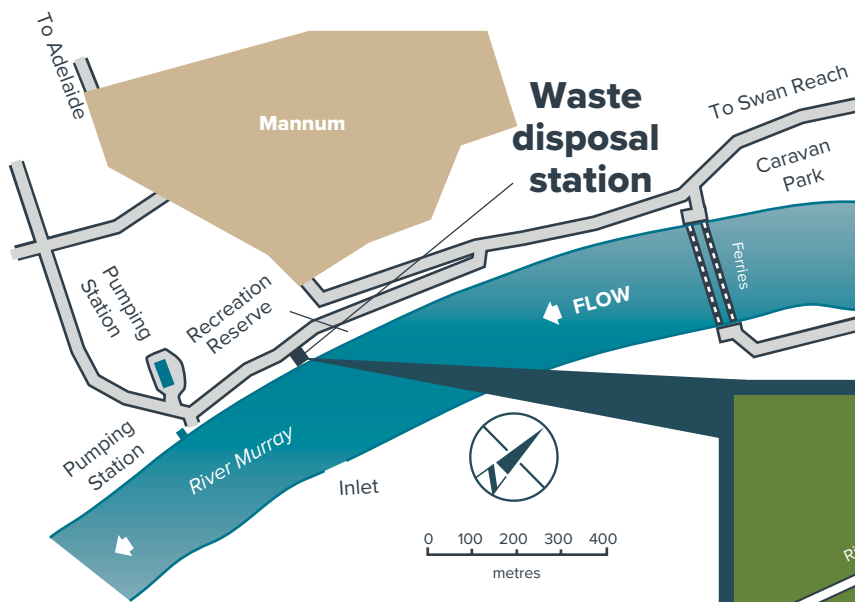 To Adelaide
Mannum
Waste
disposal
station
To Swan Reach
Caravan
Park
Ferries
FLOW
Pumping
Station
Recreation
Reserve
Pumping
Station
River Murray
Inlet
0 100 200 300 400
metres